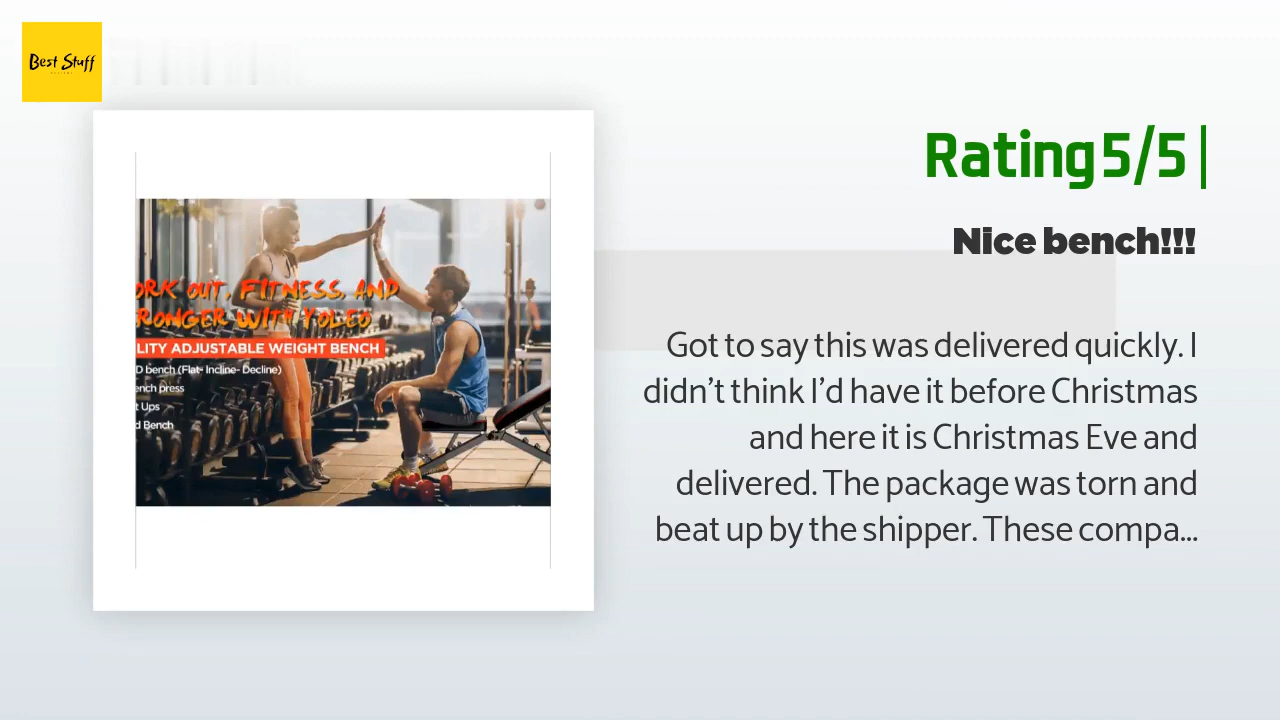 Best Stuff
Rating 5/5 |
Nice bench!!!
Got to say this was delivered quickly. I
didn't think I'd have it before Christmas
and here it is Christmas Eve and
delivered. The package was torn and
beat up by the shipper. These compa...
ORK OUT, FITNESS, AND
RONGER WITH YOLEO
LITY ADJUSTABLE WEIGHT BENCH
D bench (Flat- Incline- Decline)
ench press
t Ups
d Bench